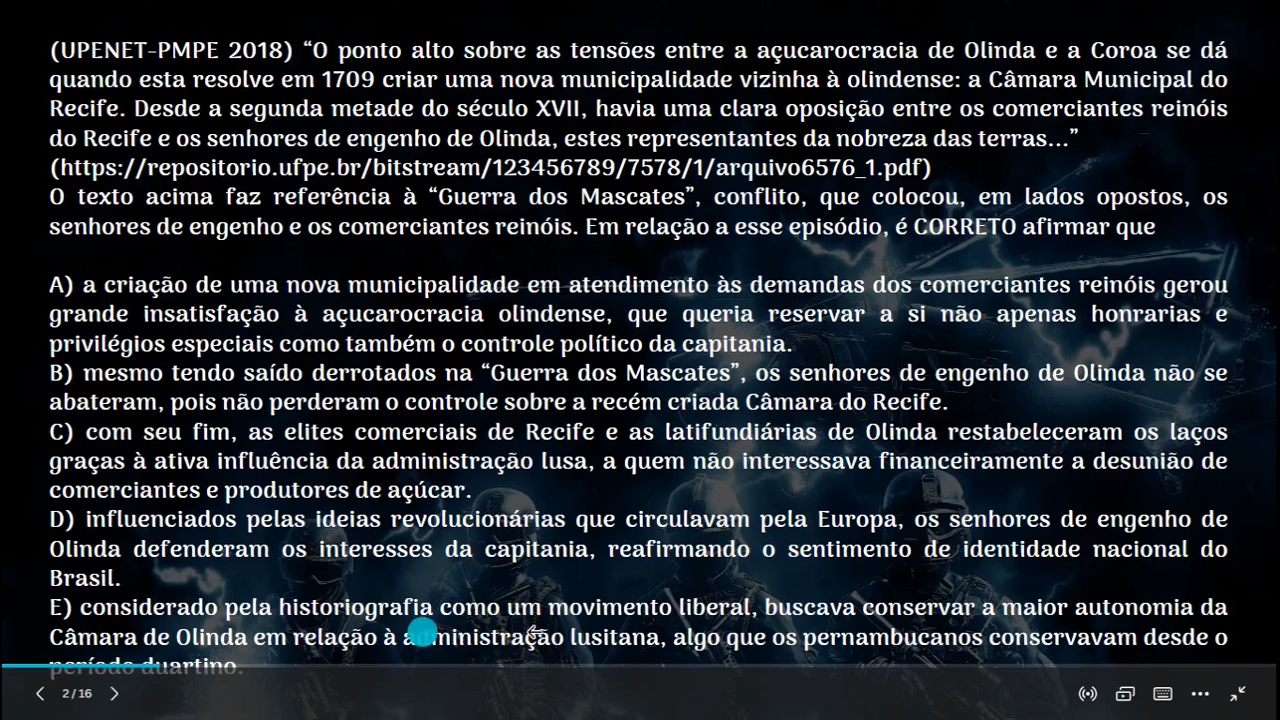 (UPENET-PMPE 2018) “O ponto alto sobre as tensões entre a açucarocracia de Olinda e a Coroa se dá
quando esta resolve em 1709 criar uma nova municipalidade vizinha à olindense: a Câmara Municipal do
Recife. Desde a segunda metade do século XVII, havia uma clara oposição entre os comerciantes reinóis
do Recife e os senhores de engenho de Olinda, estes representantes da nobreza das terras...”
(https://repositorio.ufpe.br/bitstream/123456789/7578/1/arquivo6576_1.pdf)
O texto acima faz referência à “Guerra dos Mascates”, conflito, que colocou, em lados opostos, os
senhores de engenho e os comerciantes reinóis. Em relação a esse episódio, é CORRETO afirmar que
A) a criação de uma nova municipalidade em atendimento às demandas dos comerciantes reinóis gerou
grande insatisfação à açucarocracia olindense, que queria reservar a si não apenas honrarias e
privilégios especiais como também o controle político da capitania.
B) mesmo tendo saído derrotados na “Guerra dos Mascates”, os senhores de engenho de Olinda não se
abateram, pois não perderam o controle sobre a recém criada Câmara do Recife.
C) com seu fim, as elites comerciais de Recife e as latifundiárias de Olinda restabeleceram os laços
graças à ativa influência da administração lusa, a quem não interessava financeiramente a desunião de
comerciantes e produtores de açúcar.
D) influenciados pelas ideias revolucionárias que circulavam pela Europa, os senhores de engenho de
Olinda defenderam os interesses da capitania, reafirmando o sentimento de identidade nacional do
Brasil.
E) considerado pela historiografia como um movimento liberal, buscava conservar a maior autonomia da
Câmara de Olinda em relação à administração lusitana, algo que os pernambucanos conservavam desde o
período duartino.
2 / 16